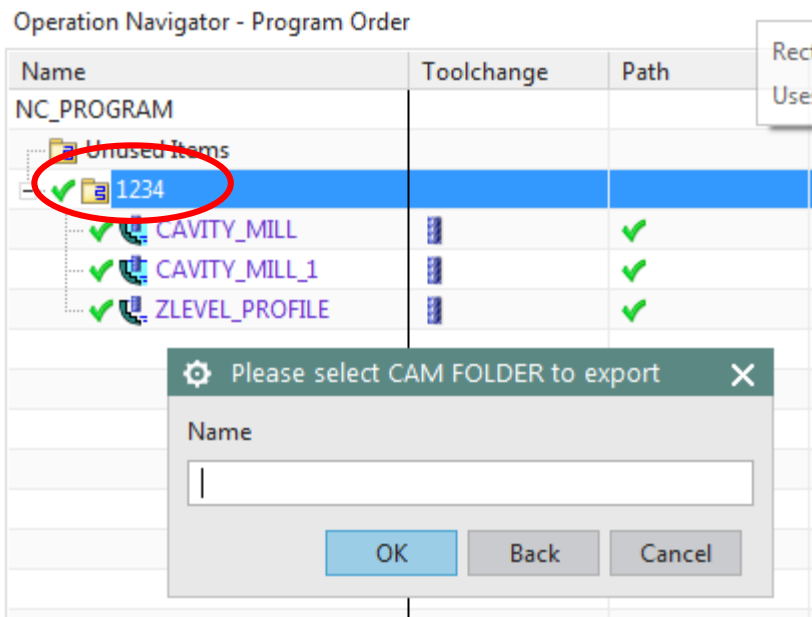 Operation Navigator - Program Order
Name Toolchange Path
NC_PROGRAM
Unused Items
1234
CAVITY_MILL
CAVITY_MILL_1
ZLEVEL_PROFILE
Please select CAM FOLDER to export
Name
OK Back Cancel